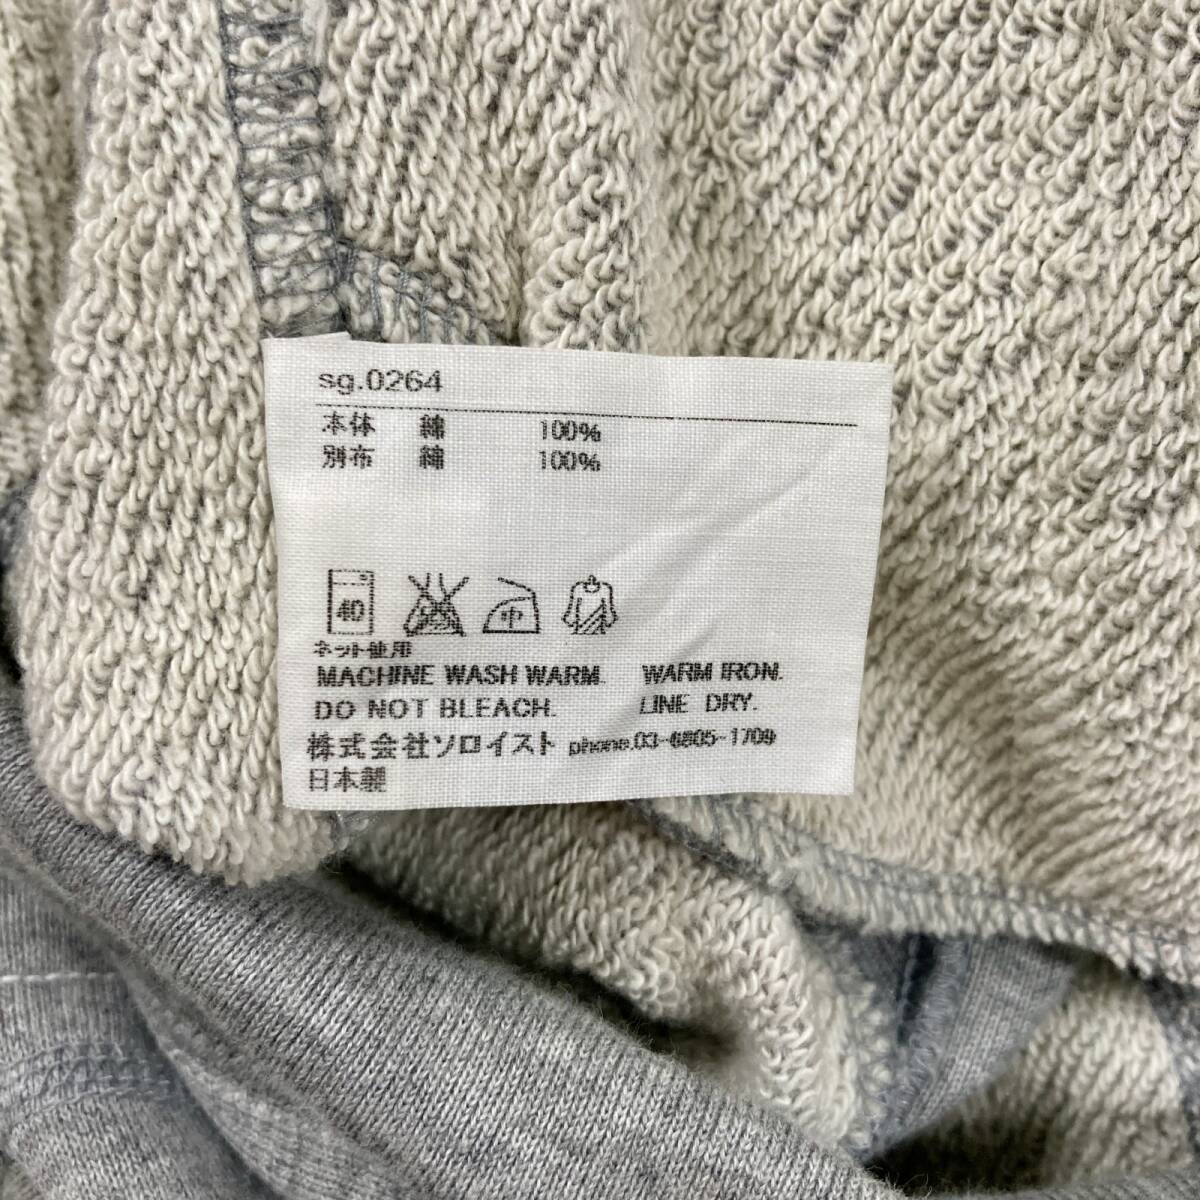 sg.0264
本体 綿 100%
別布 綿 100%
40 中
ネット使用
MACHINE WASH WARM. WARM IRON.
DO NOT BLEACH. LINE DRY.
株式会社ソロイスト phone.03-6805-1709
日本製